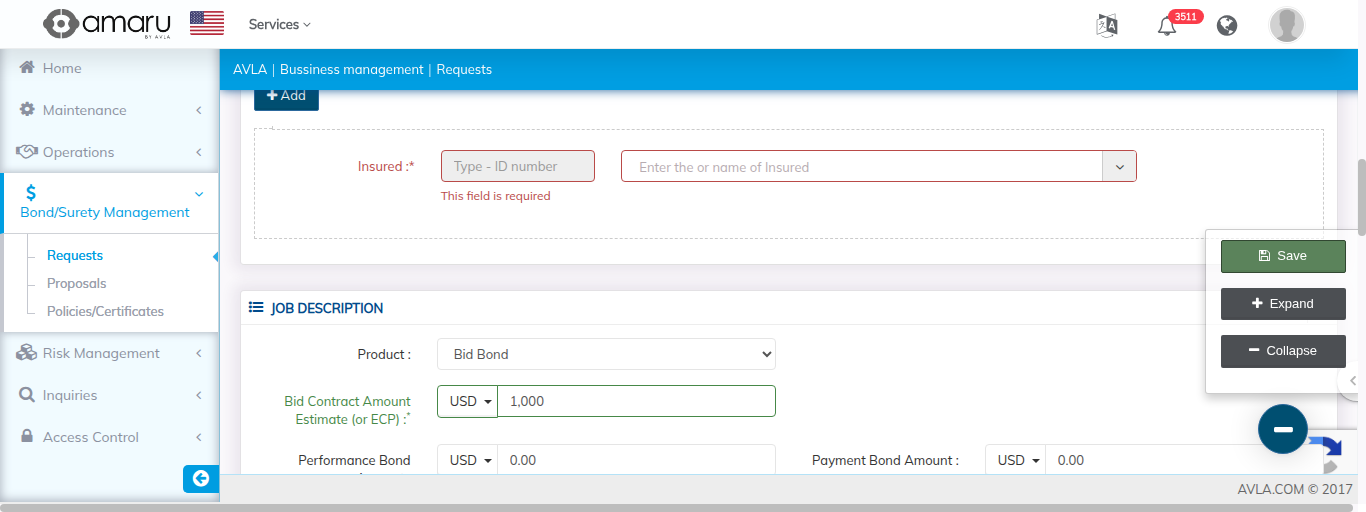 amaru
BY AVLA
Services
3511
Home
Maintenance
Operations
Bond/Surety Management
Requests
Proposals
Policies/Certificates
Risk Management
Inquiries
Access Control
AVLA | Bussiness management | Requests
Add
Insured :*
Type - ID number
Enter the or name of Insured
This field is required
Save
Expand
Collapse
JOB DESCRIPTION
Product :
Bid Bond
Bid Contract Amount
Estimate (or ECP) :*
USD
1,000
Performance Bond
USD
0.00
Payment Bond Amount :
USD
0.00
AVLA.COM © 2017